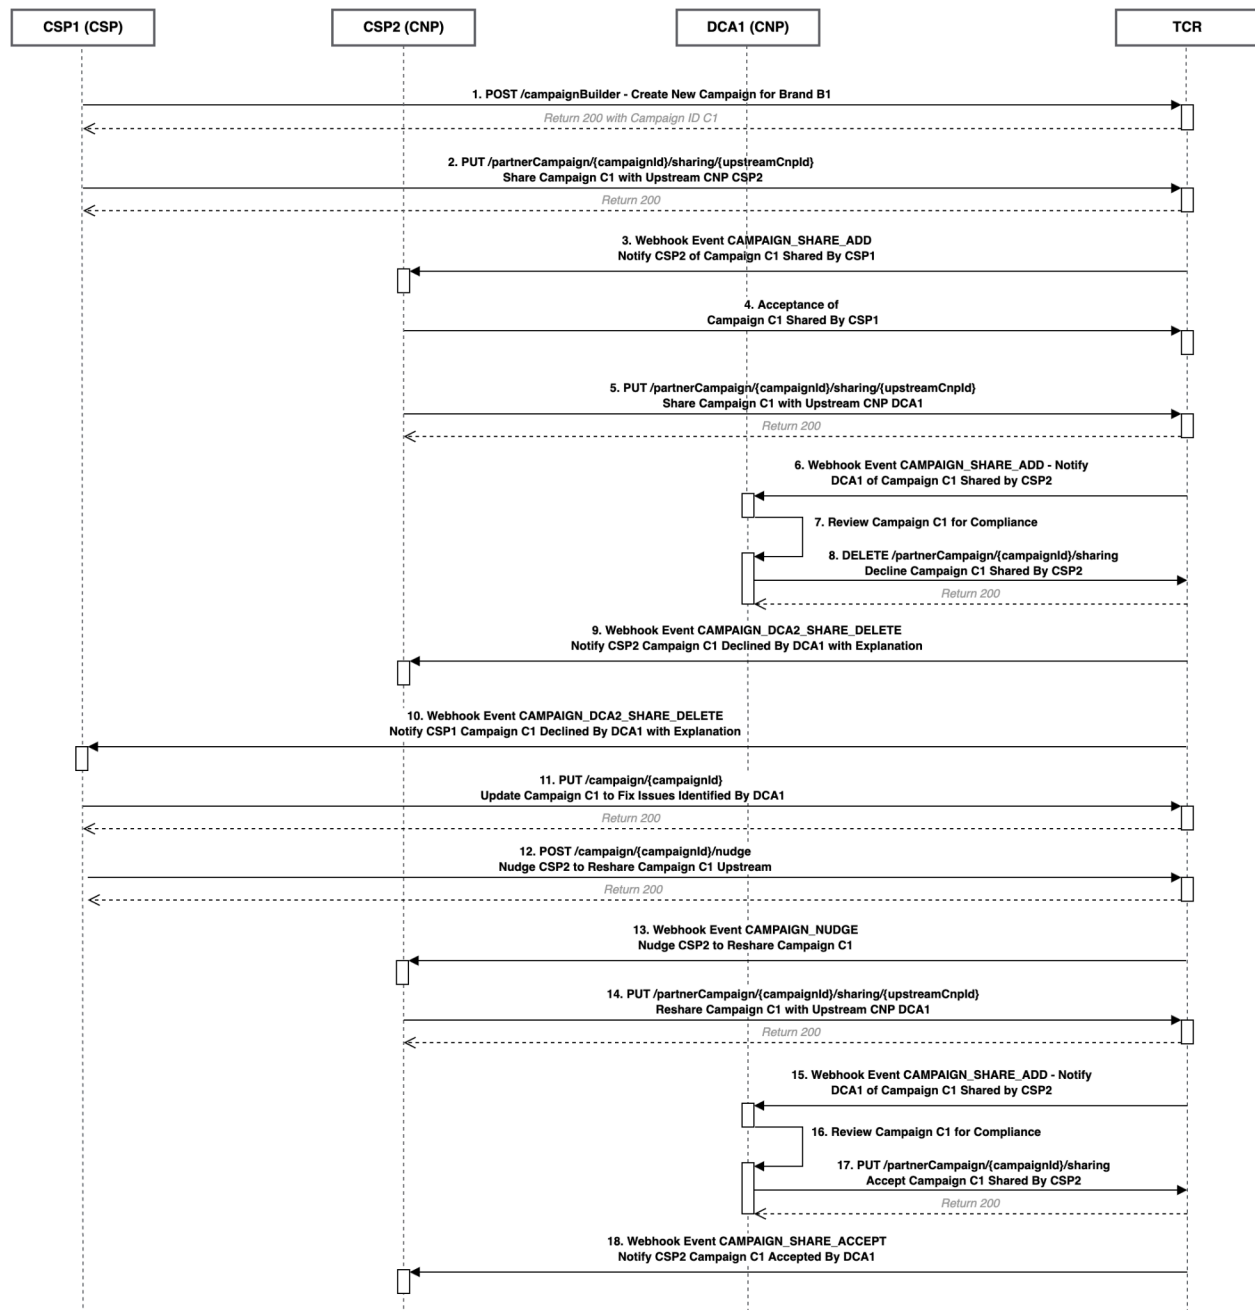 CSP1 (CSP)
CSP2 (CNP)
DCA1 (CNP)
TCR
1. POST /campaignBuilder - Create New Campaign for Brand B1
Return 200 with Campaign ID C1
2. PUT /partnerCampaign/{campaignId}/sharing/{upstreamCnpId}
Share Campaign C1 with Upstream CNP CSP2
Return 200
3. Webhook Event CAMPAIGN_SHARE_ADD
Notify CSP2 of Campaign C1 Shared By CSP1
4. Acceptance of
Campaign C1 Shared By CSP1
5. PUT /partnerCampaign/{campaignId}/sharing/{upstreamCnpId}
Share Campaign C1 with Upstream CNP DCA1
Return 200
6. Webhook Event CAMPAIGN_SHARE_ADD - Notify
DCA1 of Campaign C1 Shared by CSP2
7. Review Campaign C1 for Compliance
8. DELETE /partnerCampaign/{campaignId}/sharing
Decline Campaign C1 Shared By CSP2
Return 200
9. Webhook Event CAMPAIGN_DCA2_SHARE_DELETE
Notify CSP2 Campaign C1 Declined By DCA1 with Explanation
10. Webhook Event CAMPAIGN_DCA2_SHARE_DELETE
Notify CSP1 Campaign C1 Declined By DCA1 with Explanation
11. PUT /campaign/{campaignId}
Update Campaign C1 to Fix Issues Identified By DCA1
Return 200
12. POST /campaign/{campaignId}/nudge
Nudge CSP2 to Reshare Campaign C1 Upstream
Return 200
13. Webhook Event CAMPAIGN_NUDGE
Nudge CSP2 to Reshare Campaign C1
14. PUT /partnerCampaign/{campaignId}/sharing/{upstreamCnpId}
Reshare Campaign C1 with Upstream CNP DCA1
Return 200
15. Webhook Event CAMPAIGN_SHARE_ADD - Notify
DCA1 of Campaign C1 Shared by CSP2
16. Review Campaign C1 for Compliance
17. PUT /partnerCampaign/{campaignId}/sharing
Accept Campaign C1 Shared By CSP2
Return 200
18. Webhook Event CAMPAIGN_SHARE_ACCEPT
Notify CSP2 Campaign C1 Accepted By DCA1